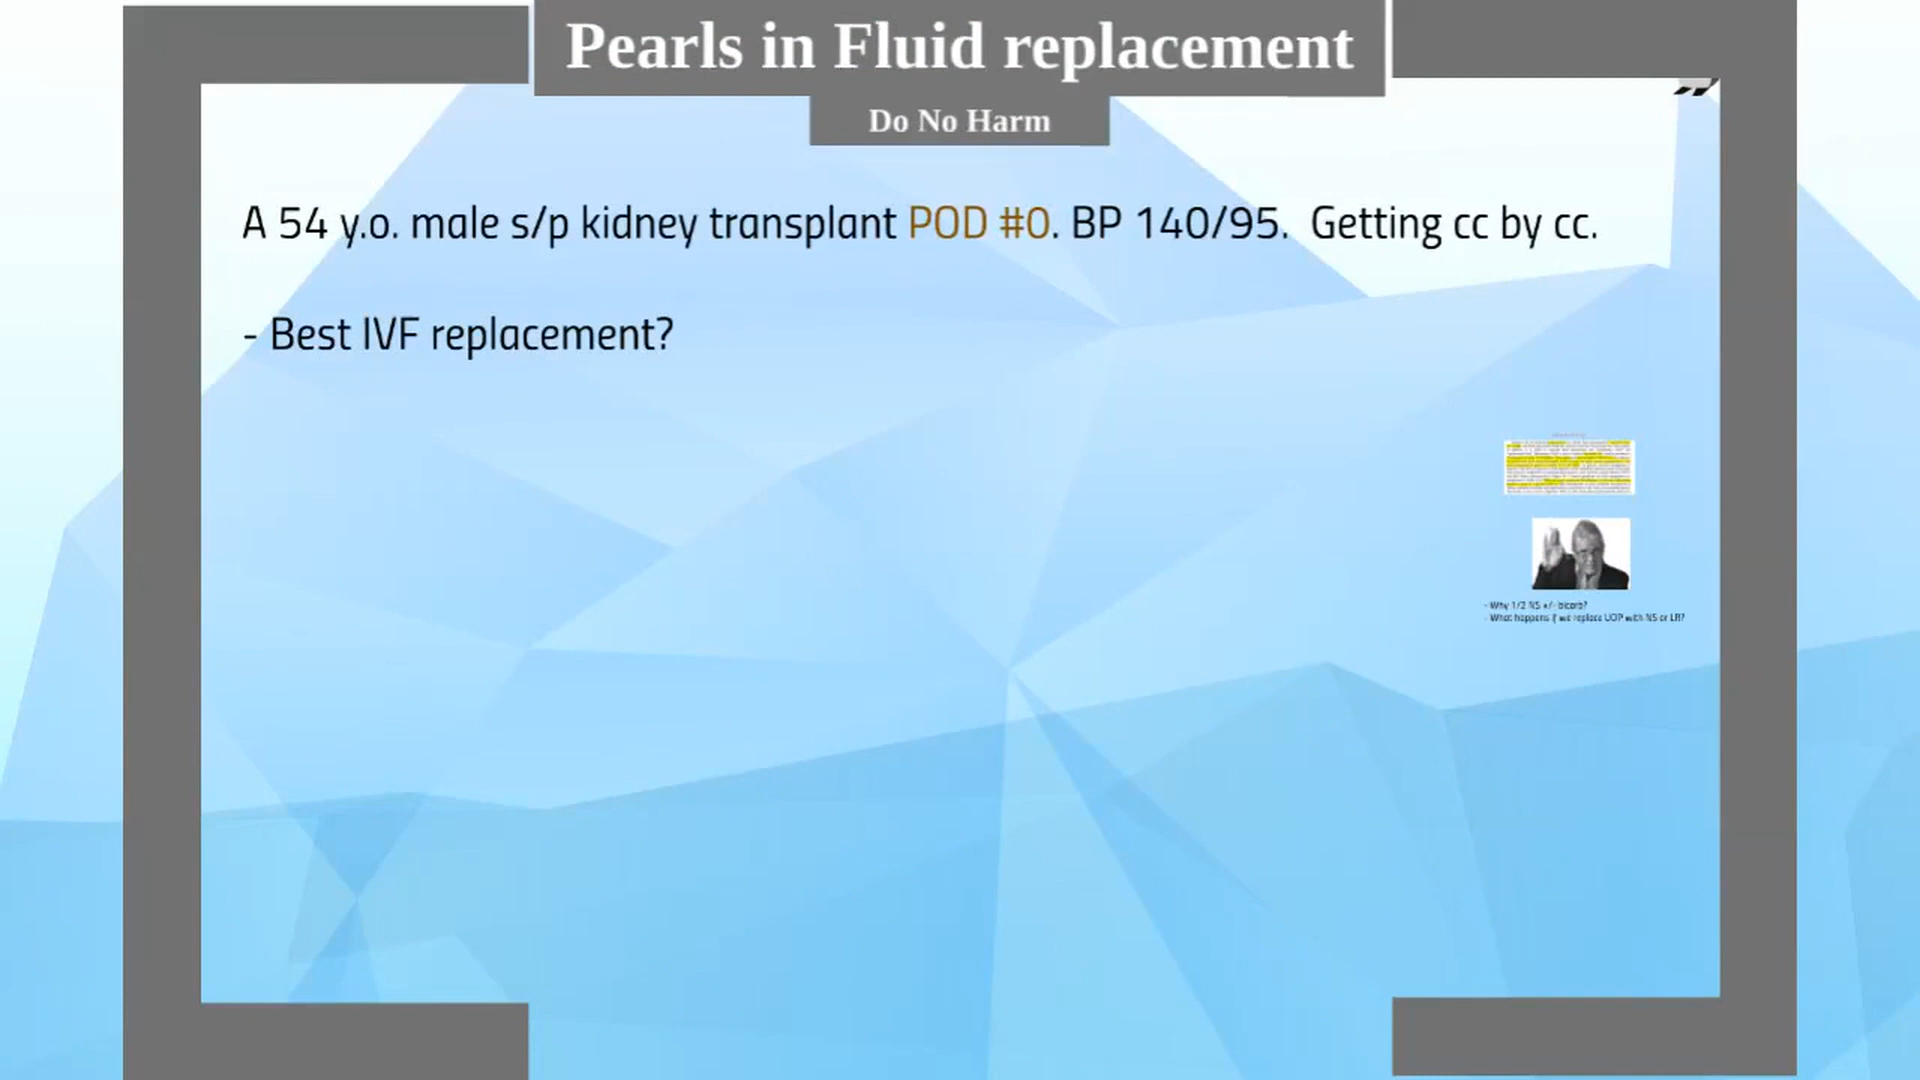 Pearls in Fluid replacement
Do No Harm
A 54 y.o. male s/p kidney transplant POD #0. BP 140/95. Getting cc by cc.
- Best IVF replacement?
- Why 1/2 NS +/- bicarb?
- What happens if we replace UOP with NS or LR?